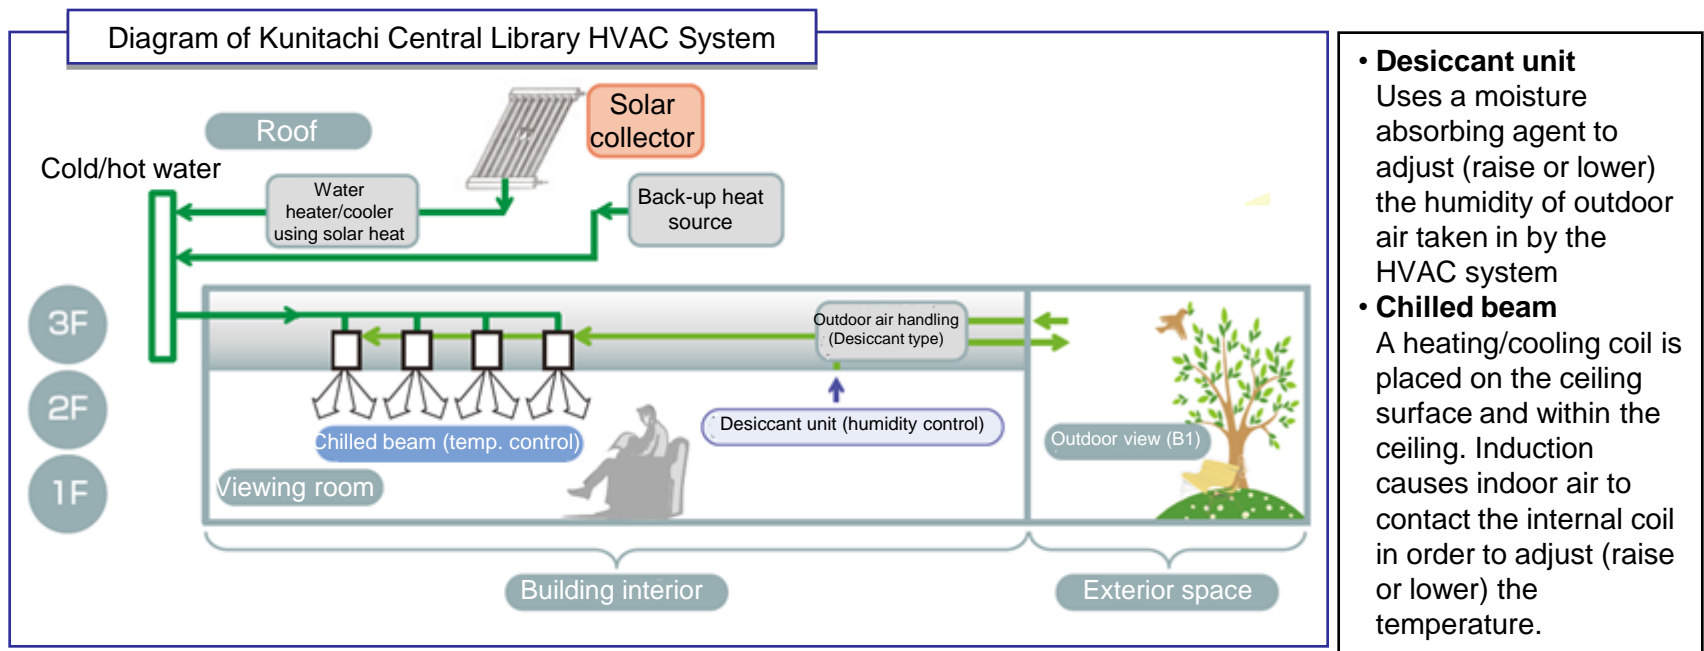 Diagram of Kunitachi Central Library HVAC System
Roof
Solar
collector
Cold/hot water
Water
heater/cooler
using solar heat
Back-up heat
source
3F
2F
1F
Outdoor air handling
(Desiccant type)
Chilled beam (temp. control)
Desiccant unit (humidity control)
Outdoor view (B1)
Viewing room
Building interior
Exterior space
• Desiccant unit
Uses a moisture
absorbing agent to
adjust (raise or lower)
the humidity of outdoor
air taken in by the
HVAC system
• Chilled beam
A heating/cooling coil is
placed on the ceiling
surface and within the
ceiling. Induction
causes indoor air to
contact the internal coil
in order to adjust (raise
or lower) the
temperature.